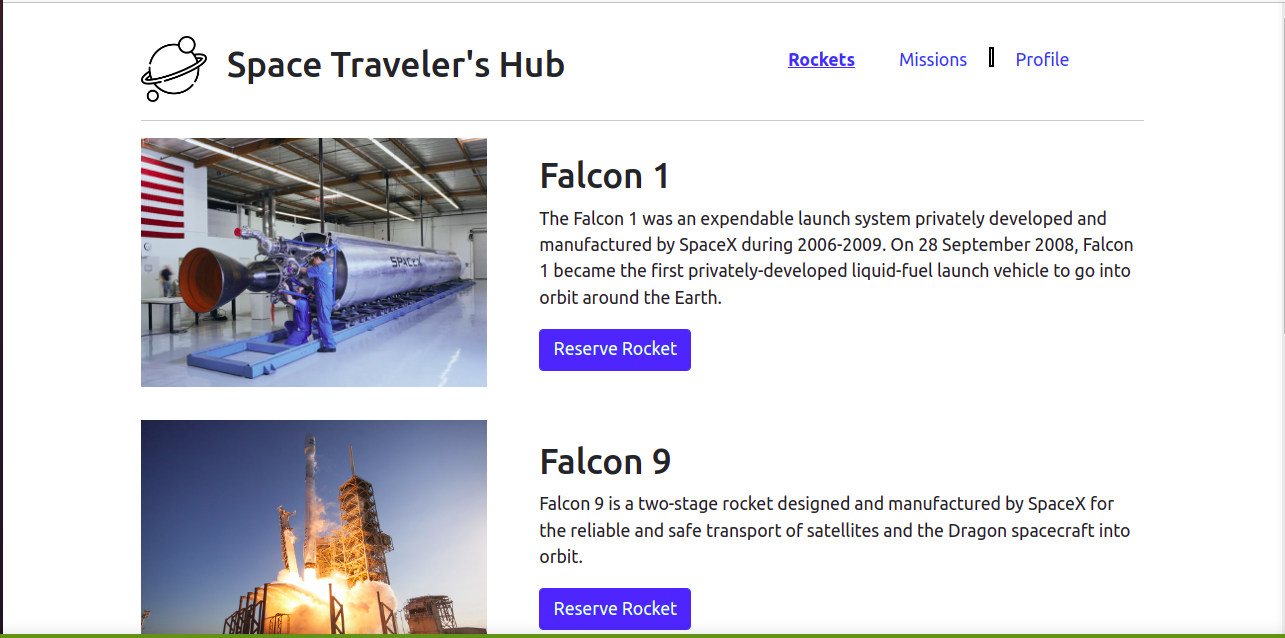 Space Traveler's Hub
Rockets Missions Profile
SPACEX
Falcon 1
The Falcon 1 was an expendable launch system privately developed and
manufactured by SpaceX during 2006-2009. On 28 September 2008, Falcon
1 became the first privately-developed liquid-fuel launch vehicle to go into
orbit around the Earth.
Reserve Rocket
Falcon 9
Falcon 9 is a two-stage rocket designed and manufactured by SpaceX for
the reliable and safe transport of satellites and the Dragon spacecraft into
orbit.
Reserve Rocket